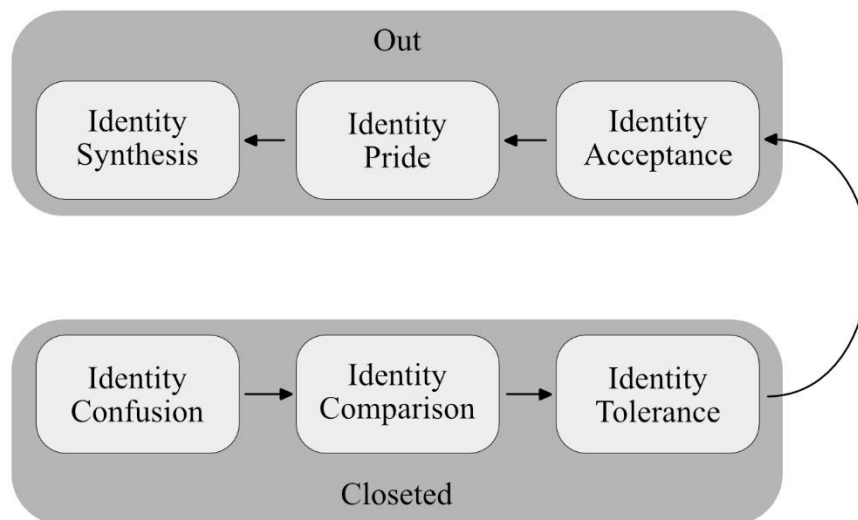 Out
Identity
Synthesis
Identity
Pride
Identity
Acceptance
Identity
Confusion
Identity
Comparison
Identity
Tolerance
Closeted